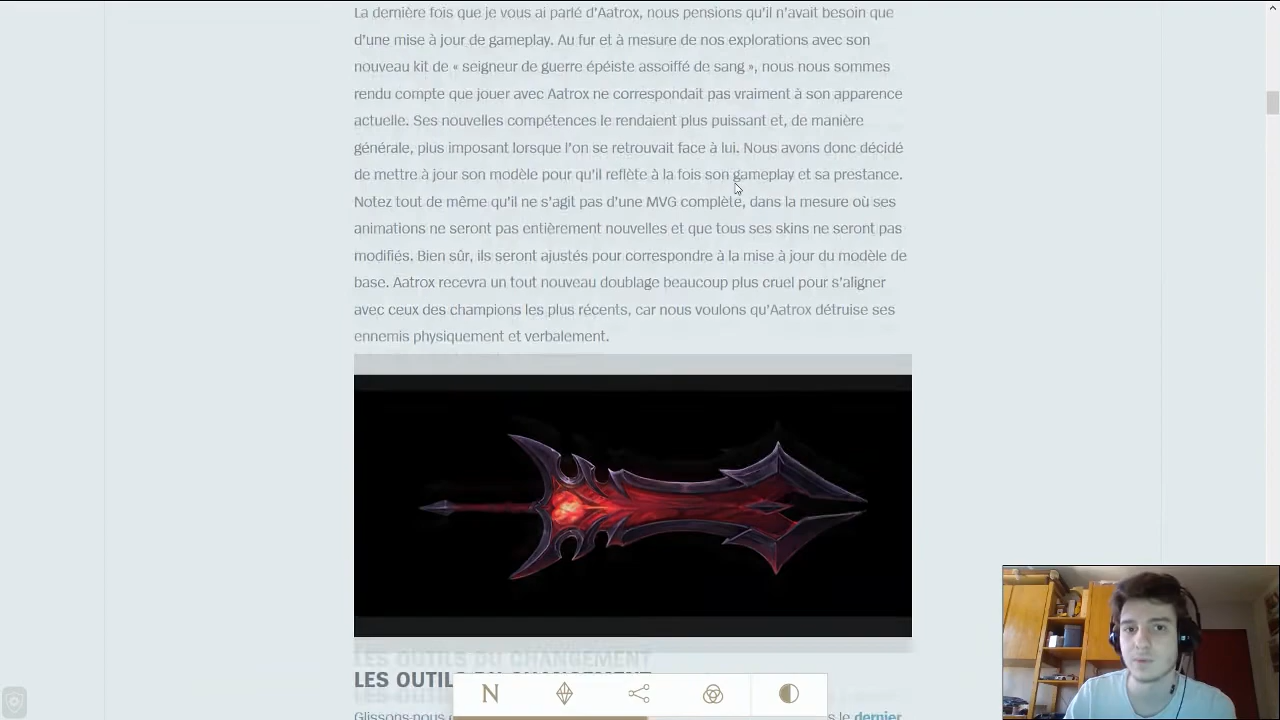 La dernière fois que je vous ai parlé d'Aatrox, nous pensions qu'il n'avait besoin que
d'une mise à jour de gameplay. Au fur et à mesure de nos explorations avec son
nouveau kit de « seigneur de guerre épéiste assoiffé de sang », nous nous sommes
rendu compte que jouer avec Aatrox ne correspondait pas vraiment à son apparence
actuelle. Ses nouvelles compétences le rendaient plus puissant et, de manière
générale, plus imposant lorsque l'on se retrouvait face à lui. Nous avons donc décidé
de mettre à jour son modèle pour qu'il reflète à la fois son gameplay et sa prestance.
Notez tout de même qu'il ne s'agit pas d'une MVG complète, dans la mesure où ses
animations ne seront pas entièrement nouvelles et que tous ses skins ne seront pas
modifiés. Bien sûr, ils seront ajustés pour correspondre à la mise à jour du modèle de
base. Aatrox recevra un tout nouveau doublage beaucoup plus cruel pour s'aligner
avec ceux des champions les plus récents, car nous voulons qu'Aatrox détruise ses
ennemis physiquement et verbalement.
LES OUTILS DU CHANGEMENT
N
Glissons-nous le dernier